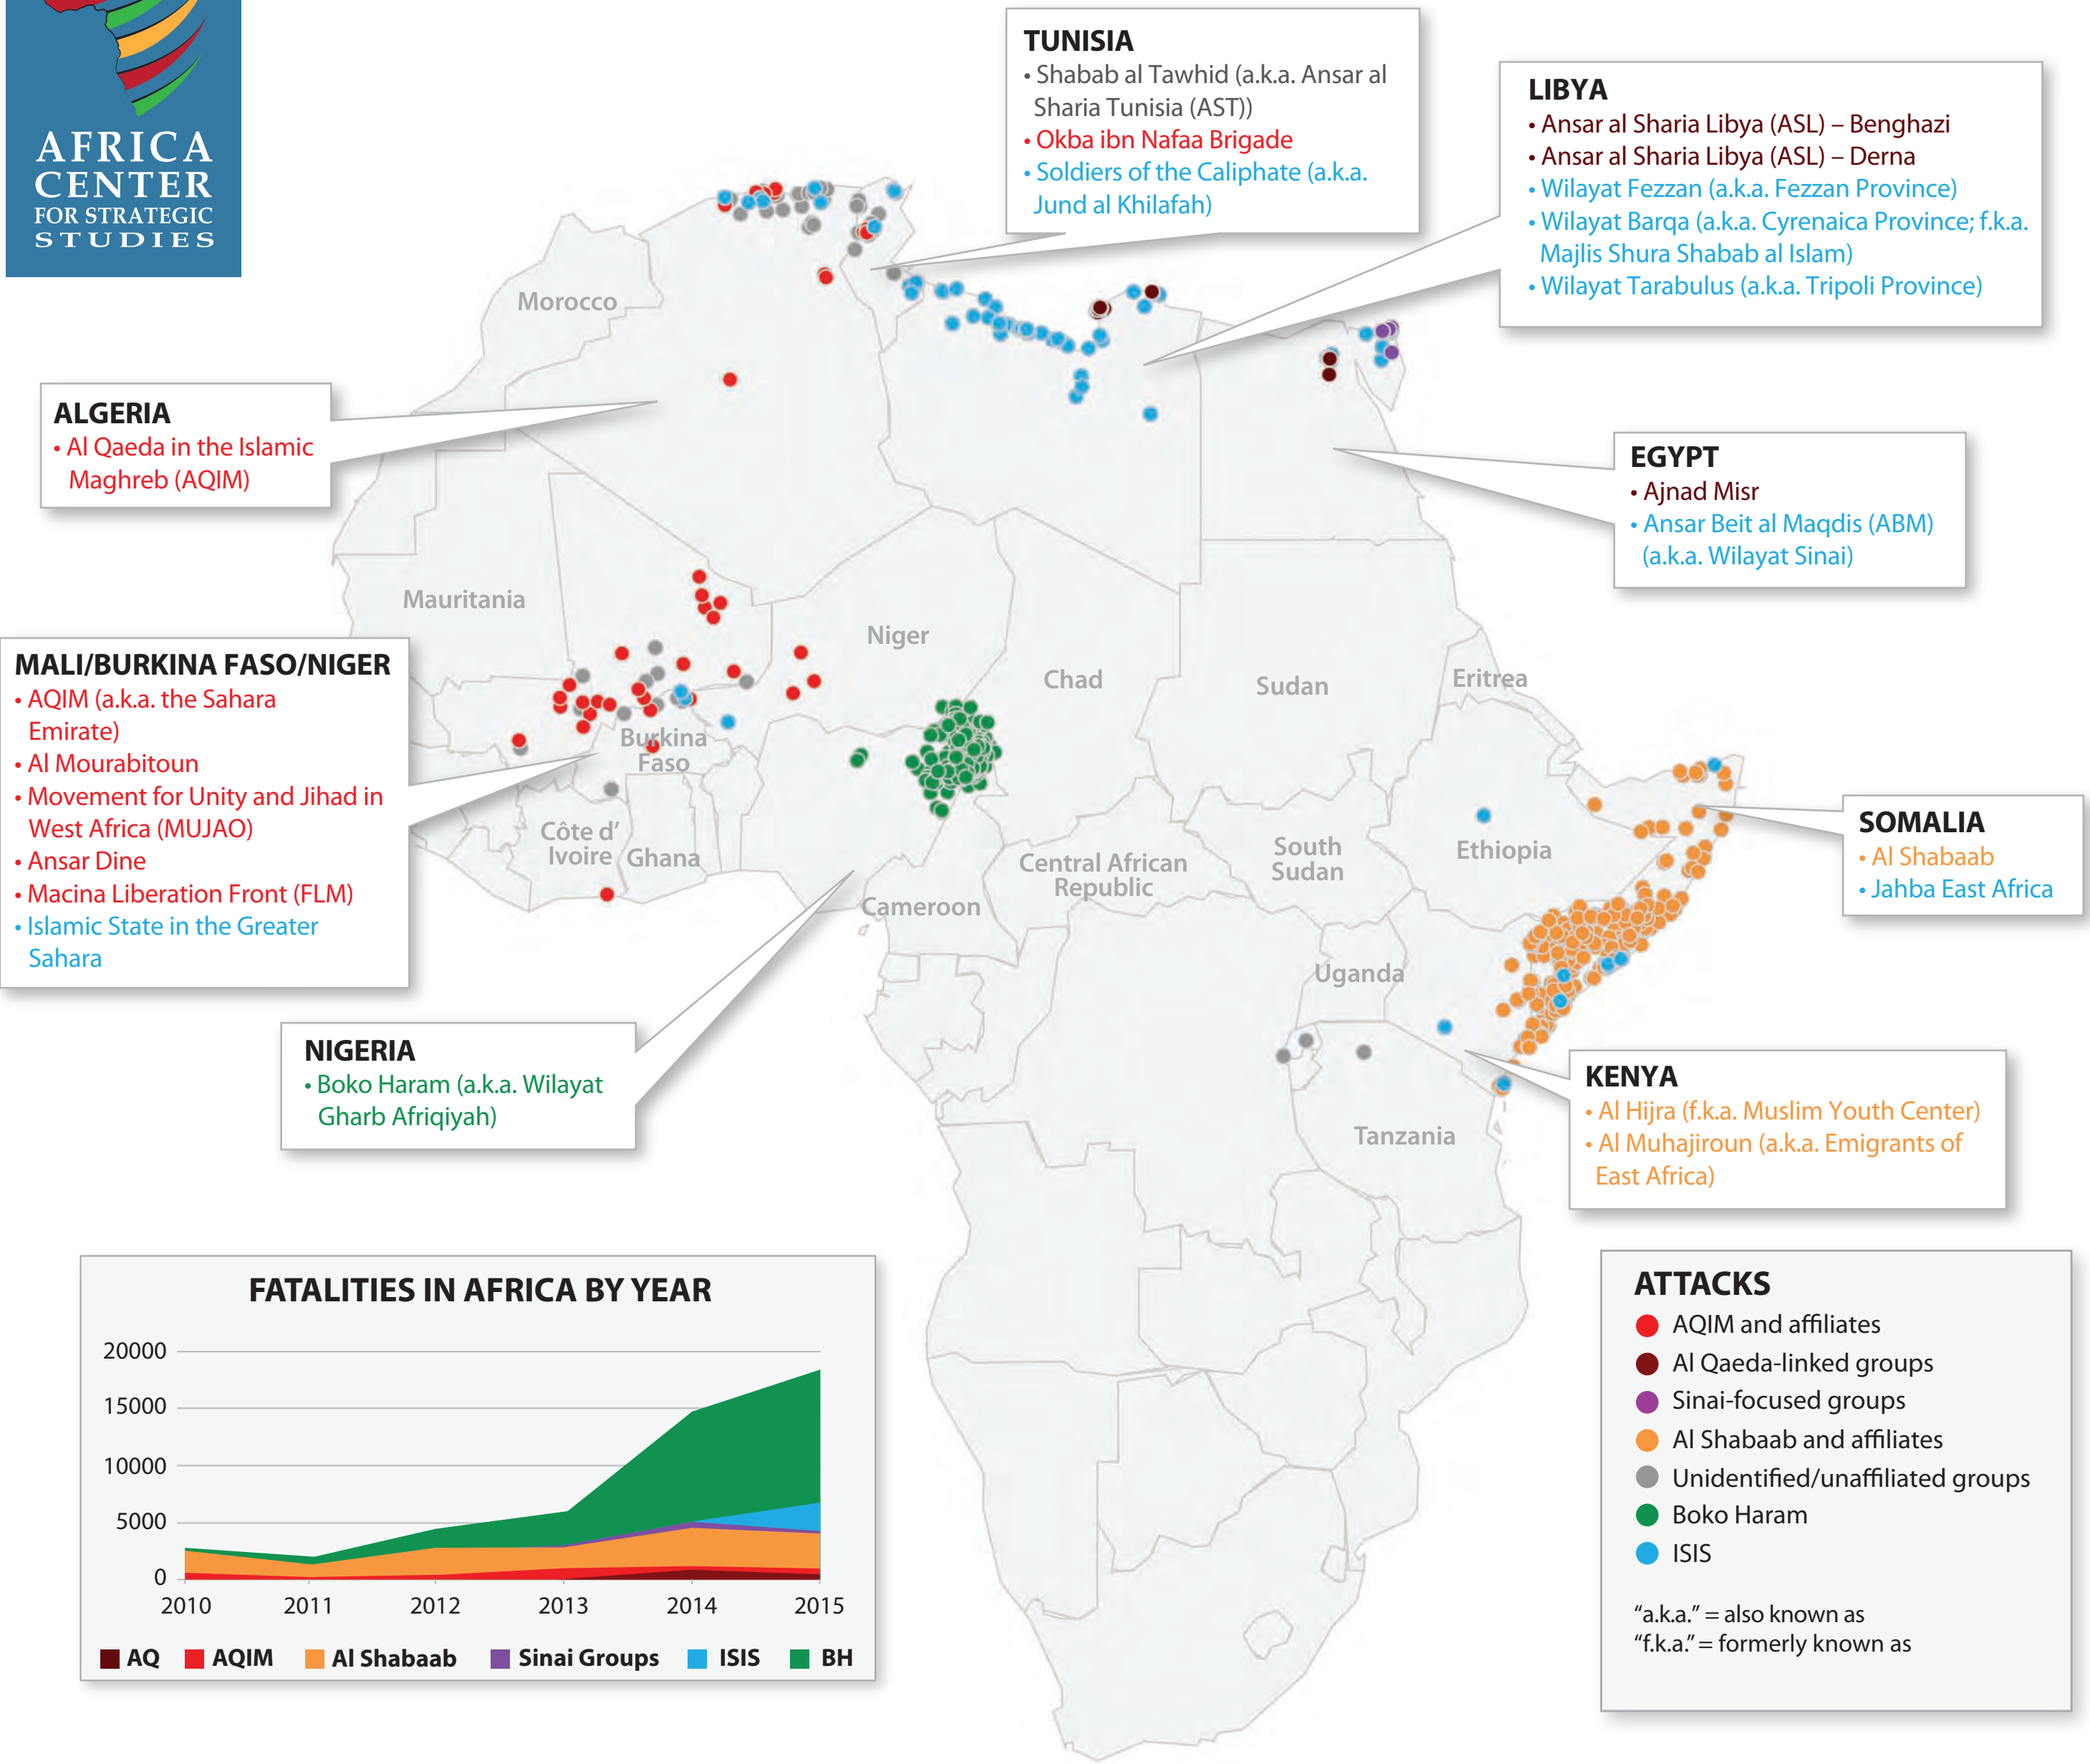 AFRICA
CENTER
FOR STRATEGIC
STUDIES
TUNISIA
• Shabab al Tawhid (a.k.a. Ansar al
Sharia Tunisia (AST))
• Okba ibn Nafaa Brigade
• Soldiers of the Caliphate (a.k.a.
Jund al Khilafah)
LIBYA
• Ansar al Sharia Libya (ASL) – Benghazi
• Ansar al Sharia Libya (ASL) – Derna
• Wilayat Fezzan (a.k.a. Fezzan Province)
• Wilayat Barqa (a.k.a. Cyrenaica Province; f.k.a.
Majlis Shura Shabab al Islam)
• Wilayat Tarabulus (a.k.a. Tripoli Province)
Morocco
ALGERIA
• Al Qaeda in the Islamic
Maghreb (AQIM)
EGYPT
• Ajnad Misr
• Ansar Beit al Maqdis (ABM)
(a.k.a. Wilayat Sinai)
Mauritania
Niger
Chad
Sudan
Eritrea
MALI/BURKINA FASO/NIGER
• AQIM (a.k.a. the Sahara
Emirate)
• Al Mourabitoun
• Movement for Unity and Jihad in
West Africa (MUJAO)
• Ansar Dine
• Macina Liberation Front (FLM)
• Islamic State in the Greater
Sahara
Burkina
Faso
Côte d'
Ivoire
Ghana
Cameroon
Central African
Republic
South
Sudan
Ethiopia
SOMALIA
• Al Shabaab
• Jahba East Africa
Uganda
NIGERIA
• Boko Haram (a.k.a. Wilayat
Gharb Afriqiyah)
KENYA
• Al Hijra (f.k.a. Muslim Youth Center)
• Al Muhajiroun (a.k.a. Emigrants of
East Africa)
Tanzania
FATALITIES IN AFRICA BY YEAR
20000
15000
10000
5000
0
2010 2011 2012 2013 2014 2015
AQ AQIM Al Shabaab Sinai Groups ISIS BH
ATTACKS
AQIM and affiliates
Al Qaeda-linked groups
Sinai-focused groups
Al Shabaab and affiliates
Unidentified/unaffiliated groups
Boko Haram
ISIS
“a.k.a.” = also known as
“f.k.a.” = formerly known as